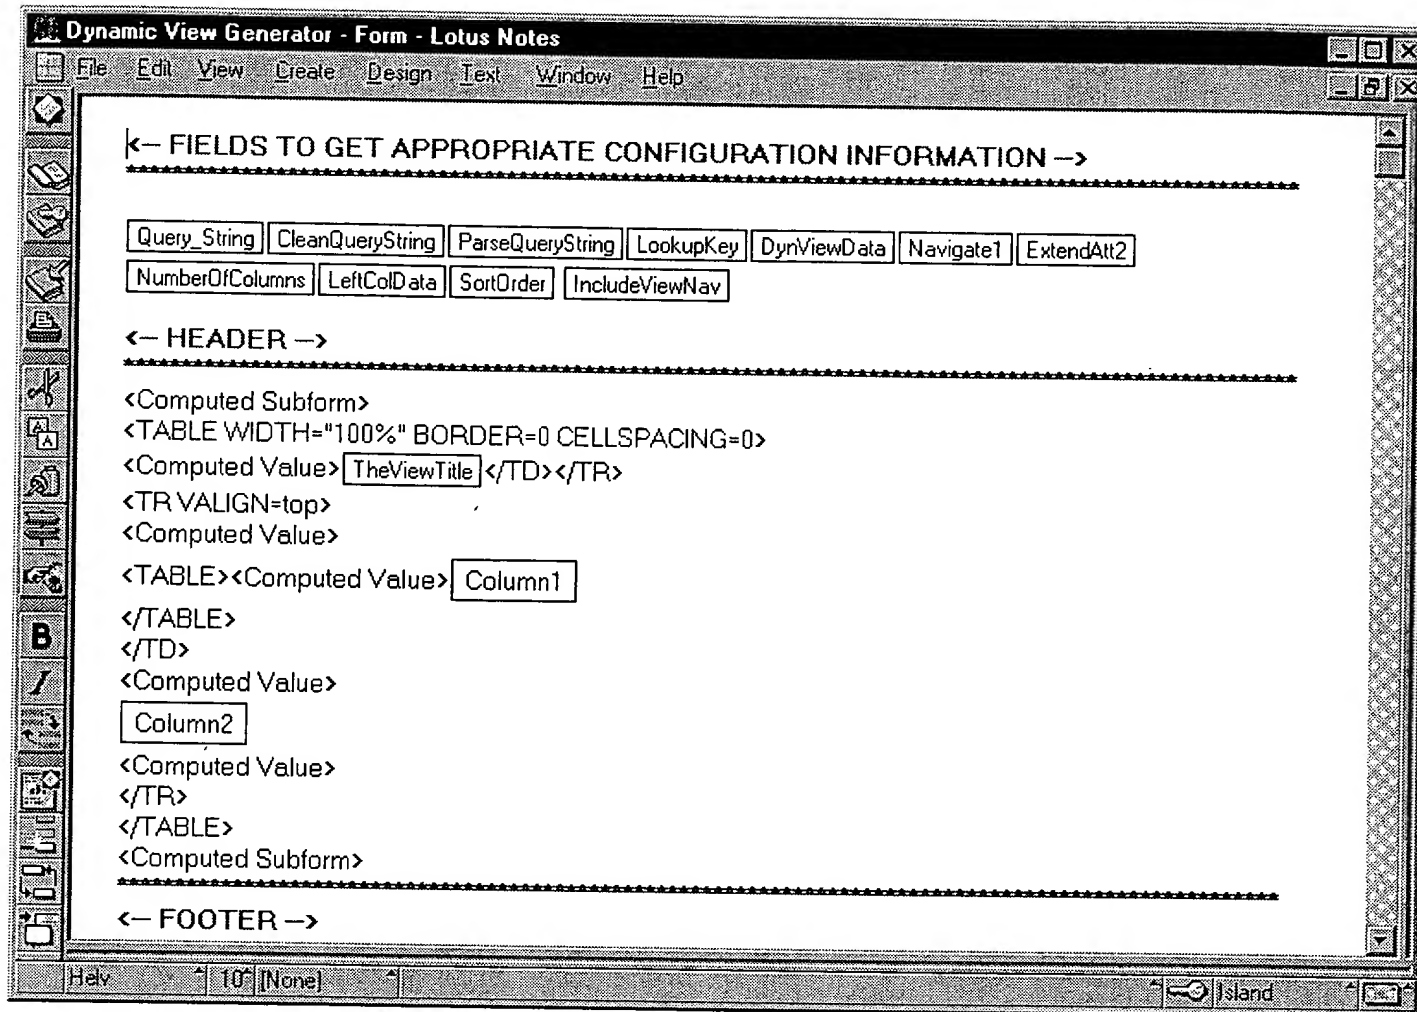 Dynamic View Generator - Form - Lotus Notes
File Edit View Create Design Text Window Help
<-- FIELDS TO GET APPROPRIATE CONFIGURATION INFORMATION -->
Query_String CleanQueryString ParseQueryString LookupKey DynViewData Navigate1 ExtendAtt2
NumberOfColumns LeftColData SortOrder IncludeViewNav
<-- HEADER -->
<Computed Subform>
<TABLE WIDTH="100%" BORDER=0 CELLSPACING=0>
<Computed Value> TheViewTitle </TD></TR>
<TR VALIGN=top>
<Computed Value>
<TABLE><Computed Value> Column1
</TABLE>
</TD>
<Computed Value>
Column2
<Computed Value>
</TR>
</TABLE>
<Computed Subform>
<-- FOOTER -->
Helv 10 [None] Island